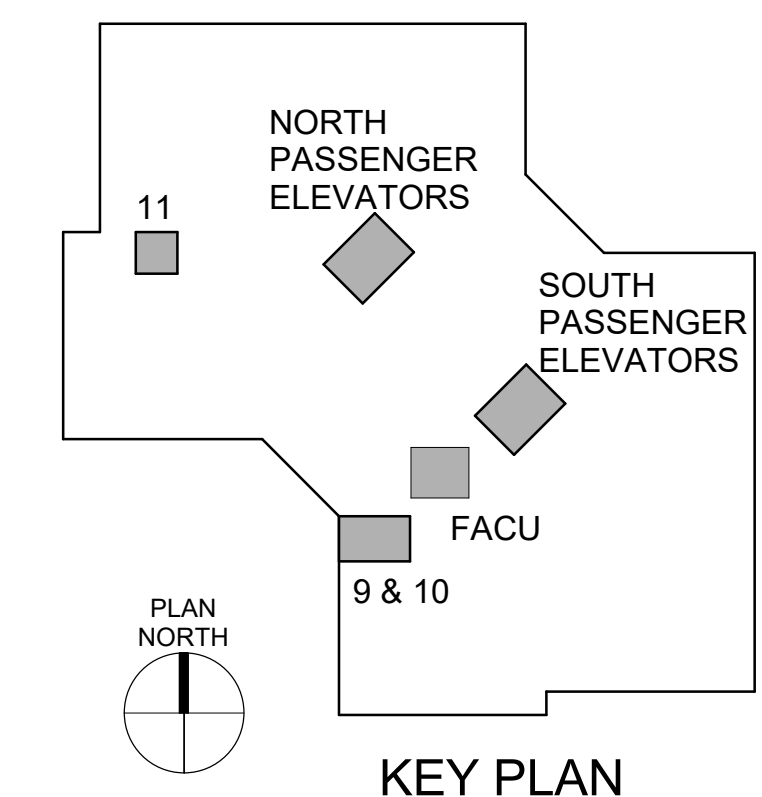 NORTH
PASSENGER
ELEVATORS
11
SOUTH
PASSENGER
ELEVATORS
FACU
9 & 10
PLAN
NORTH
KEY PLAN